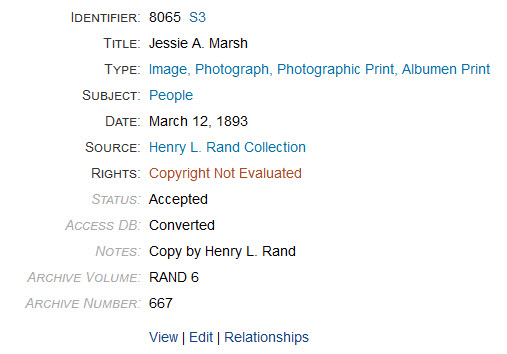 Identifier: 8065 S3
Title: Jessie A. Marsh
Type: Image, Photograph, Photographic Print, Albumen Print
Subject: People
Date: March 12, 1893
Source: Henry L. Rand Collection
Rights: Copyright Not Evaluated
Status: Accepted
Access DB: Converted
Notes: Copy by Henry L. Rand
Archive Volume: RAND 6
Archive Number: 667
View | Edit | Relationships